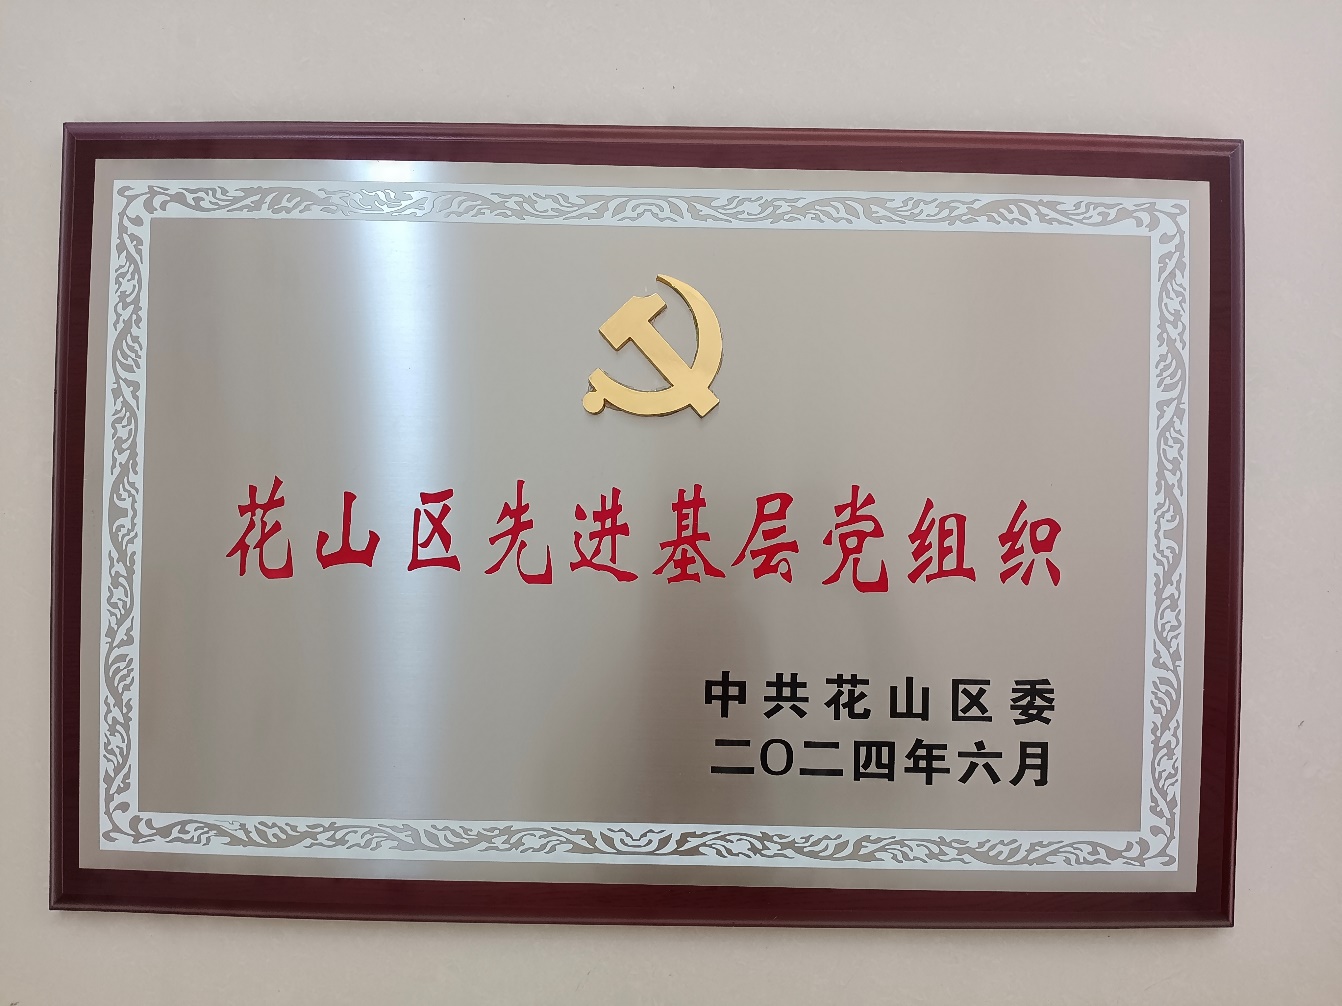 花山区先进基层党组织
中共花山区委
二〇二四年六月